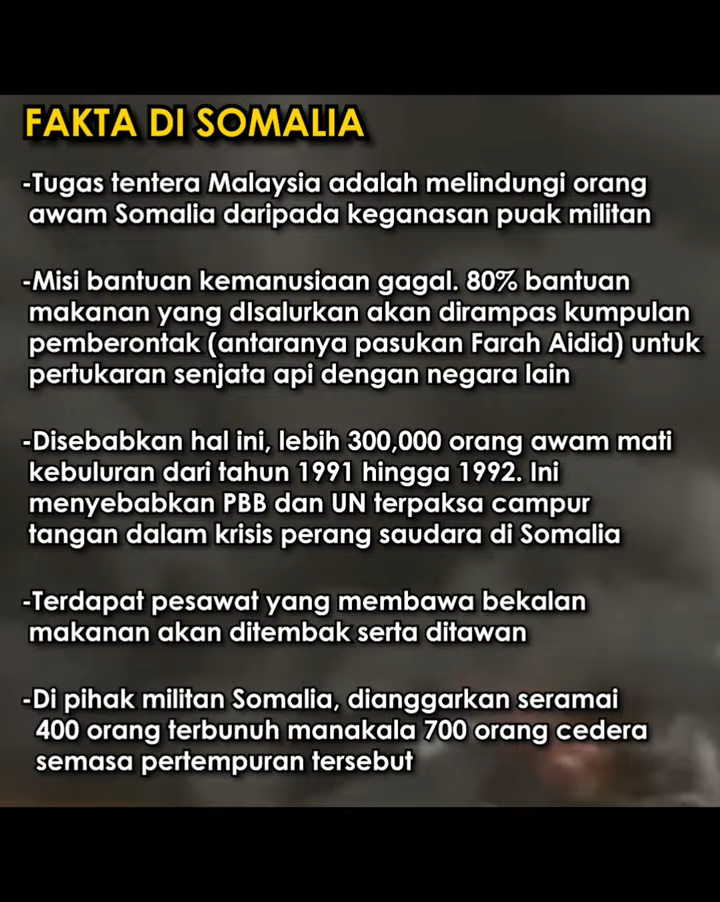 FAKTA DI SOMALIA
-Tugas tentera Malaysia adalah melindungi orang
awam Somalia daripada keganasan puak militan
-Misi bantuan kemanusiaan gagal. 80% bantuan
makanan yang dIsalurkan akan dirampas kumpulan
pemberontak (antaranya pasukan Farah Aidid) untuk
pertukaran senjata api dengan negara lain
-Disebabkan hal ini, lebih 300,000 orang awam mati
kebuluran dari tahun 1991 hingga 1992. Ini
menyebabkan PBB dan UN terpaksa campur
tangan dalam krisis perang saudara di Somalia
-Terdapat pesawat yang membawa bekalan
makanan akan ditembak serta ditawan
-Di pihak militan Somalia, dianggarkan seramai
400 orang terbunuh manakala 700 orang cedera
semasa pertempuran tersebut